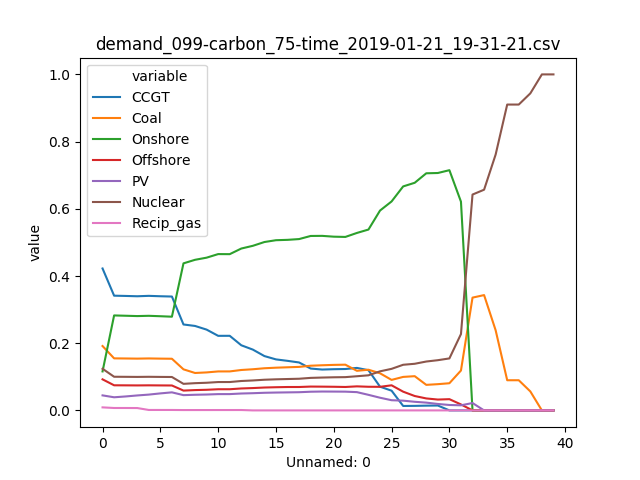 demand_099-carbon_75-time_2019-01-21_19-31-21.csv
variable
CCGT
Coal
Onshore
Offshore
PV
Nuclear
Recip_gas
value
1.0
0.8
0.6
0.4
0.2
0.0
0 5 10 15 20 25 30 35 40
Unnamed: 0